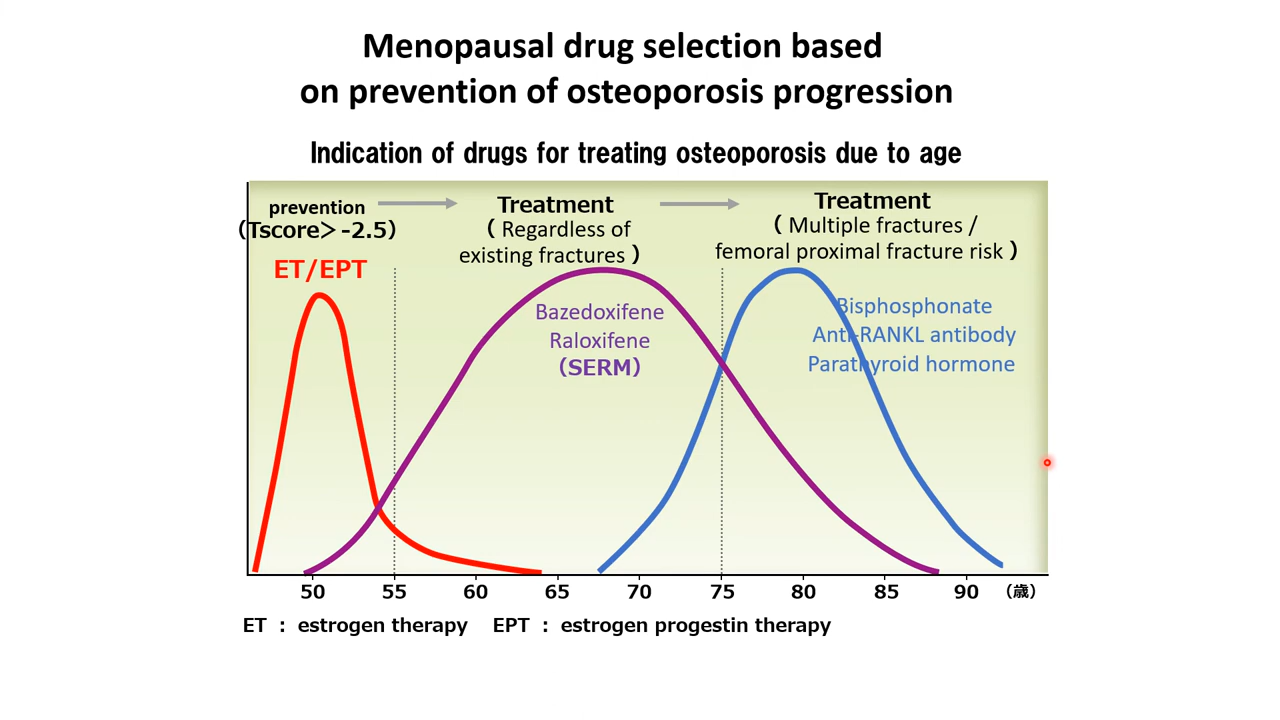 Menopausal drug selection based
on prevention of osteoporosis progression
Indication of drugs for treating osteoporosis due to age
prevention
(Tscore> -2.5)
ET/EPT
Treatment
( Regardless of
existing fractures )
Treatment
( Multiple fractures /
femoral proximal fracture risk )
Bazedoxifene
Raloxifene
(SERM)
Bisphosphonate
Anti-RANKL antibody
Parathyroid hormone
50 55 60 65 70 75 80 85 90 (歳)
ET : estrogen therapy EPT : estrogen progestin therapy